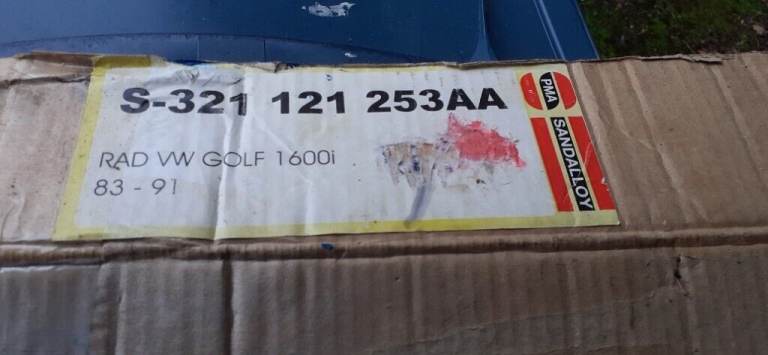 S-321 121 253AA
RAD VW GOLF 1600i
83 - 91
PMA
SANDALLOY